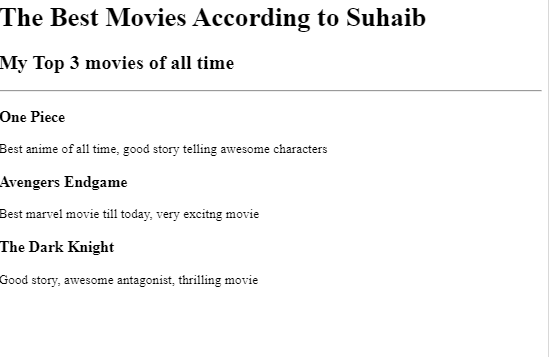 The Best Movies According to Suhaib
My Top 3 movies of all time
One Piece
Best anime of all time, good story telling awesome characters
Avengers Endgame
Best marvel movie till today, very excitng movie
The Dark Knight
Good story, awesome antagonist, thrilling movie